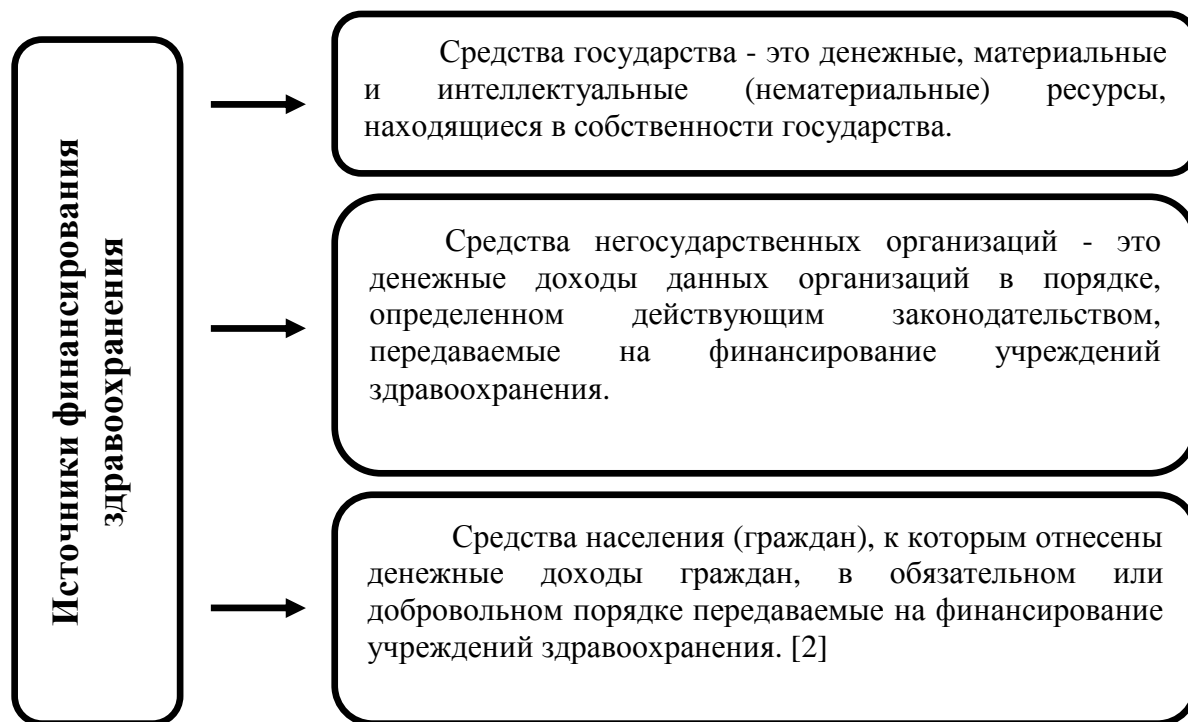 Источники финансирования
здравоохранения
Средства государства - это денежные, материальные
и интеллектуальные (нематериальные) ресурсы,
находящиеся в собственности государства.
Средства негосударственных организаций - это
денежные доходы данных организаций в порядке,
определенном действующим законодательством,
передаваемые на финансирование учреждений
здравоохранения.
Средства населения (граждан), к которым отнесены
денежные доходы граждан, в обязательном или
добровольном порядке передаваемые на финансирование
учреждений здравоохранения. [2]